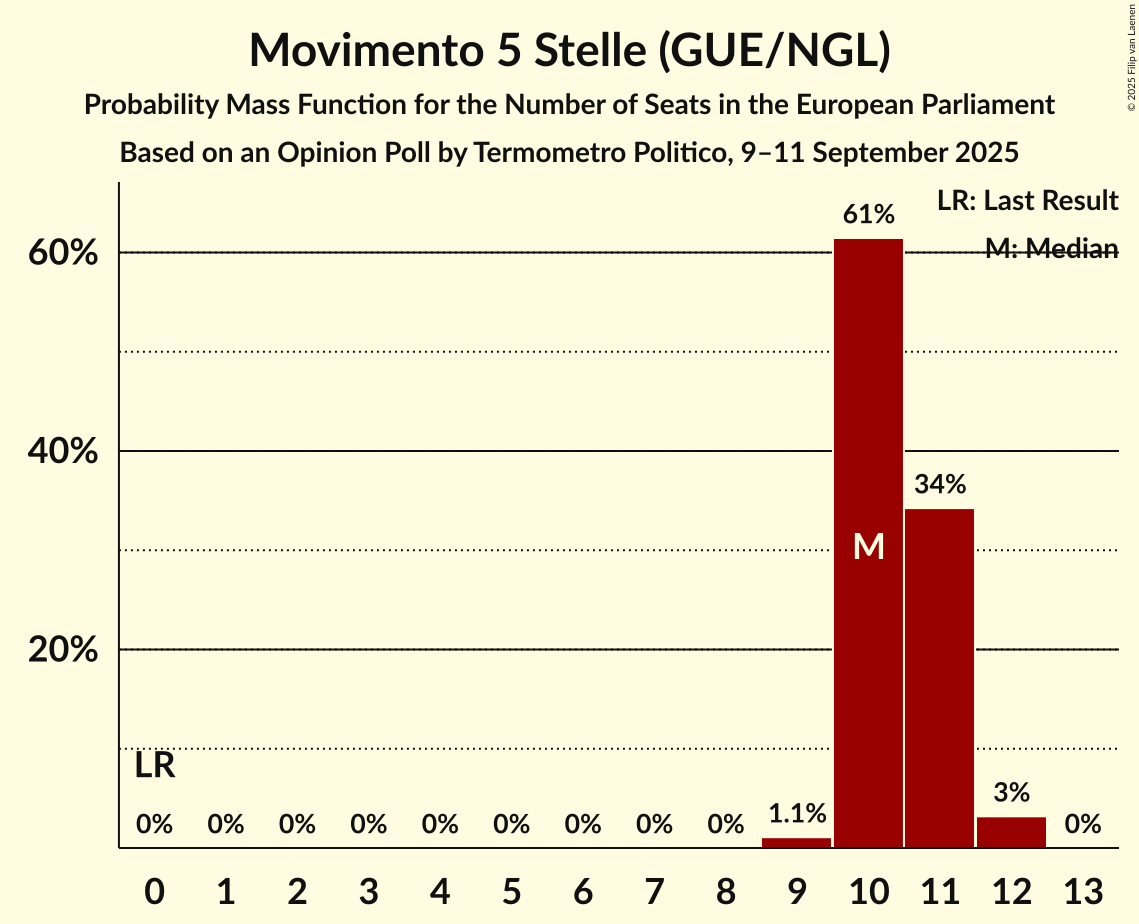 Movimento 5 Stelle (GUE/NGL)
Probability Mass Function for the Number of Seats in the European Parliament
Based on an Opinion Poll by Termometro Politico, 9–11 September 2025
© 2025 Filip van Laenen
LR: Last Result
M: Median
61%
60%
40%
34%
M
20%
LR
0% 0% 0% 0% 0% 0% 0% 0% 0% 1.1% 3% 0%
0 1 2 3 4 5 6 7 8 9 10 11 12 13